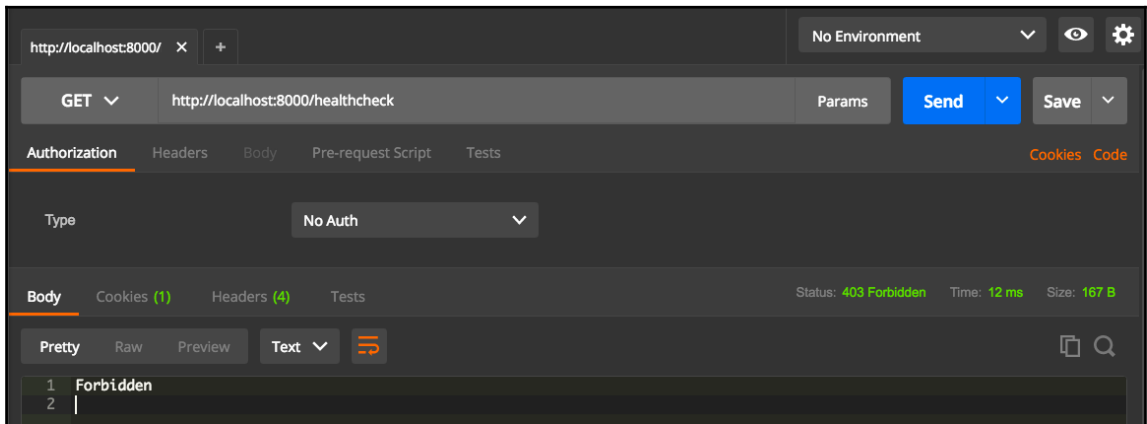 http://localhost:8000/ × + No Environment
GET http://localhost:8000/healthcheck Params Send Save
Authorization Headers Body Pre-request Script Tests Cookies Code
Type No Auth
Body Cookies (1) Headers (4) Tests Status: 403 Forbidden Time: 12 ms Size: 167 B
Pretty Raw Preview Text
1 Forbidden
2